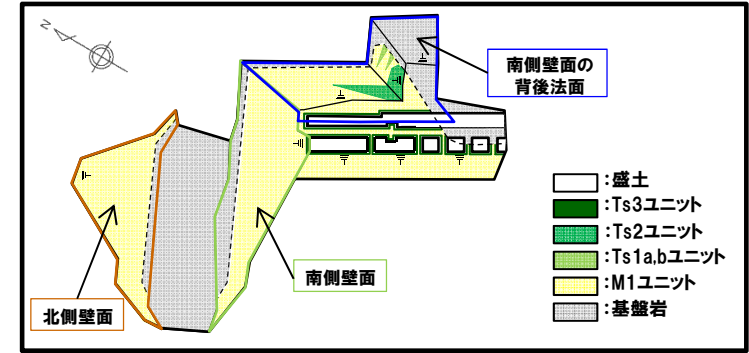 N
南側壁面の
背後法面
:盛土
:Ts3ユニット
:Ts2ユニット
:Ts1a,bユニット
:M1ユニット
:基盤岩
南側壁面
北側壁面